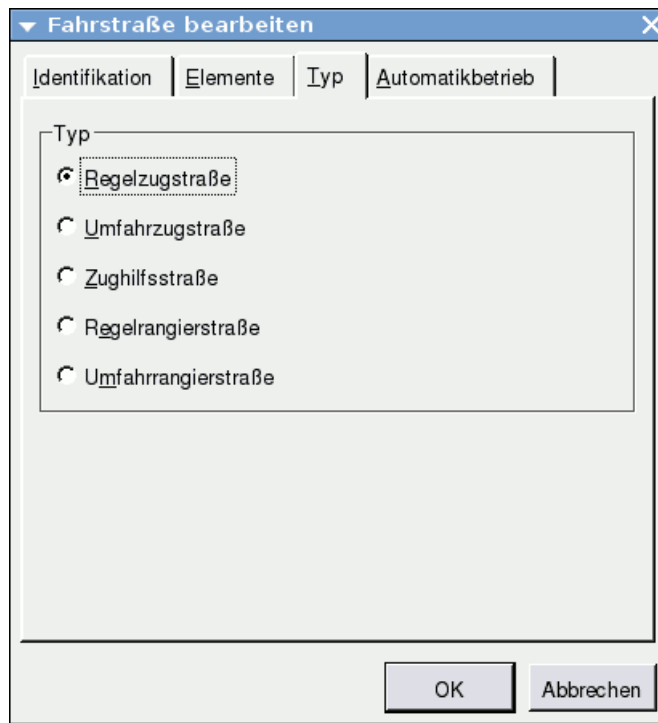 Fahrstraße bearbeiten
Identifikation Elemente Typ Automatikbetrieb
Typ
Regelzugstraße
Umfahrzugstraße
Zughilfsstraße
Regelrangierstraße
Umfahrrangierstraße
OK Abbrechen